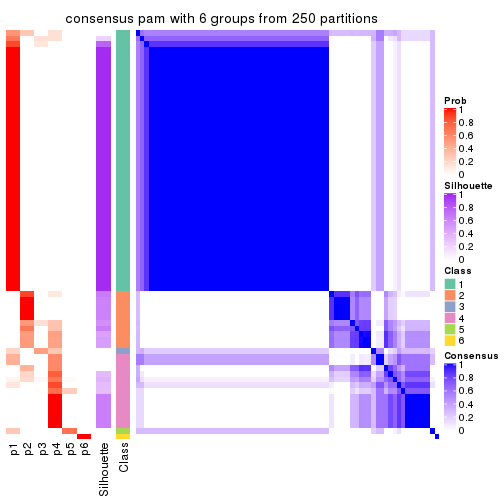 consensus pam with 6 groups from 250 partitions
Prob
1
0.8
0.6
0.4
0.2
0
Silhouette
1
0.8
0.6
0.4
0.2
0
Class
1
2
3
4
5
6
Consensus
1
0.8
0.6
0.4
0.2
0
p1
p2
p3
p4
p5
p6
Silhouette
Class